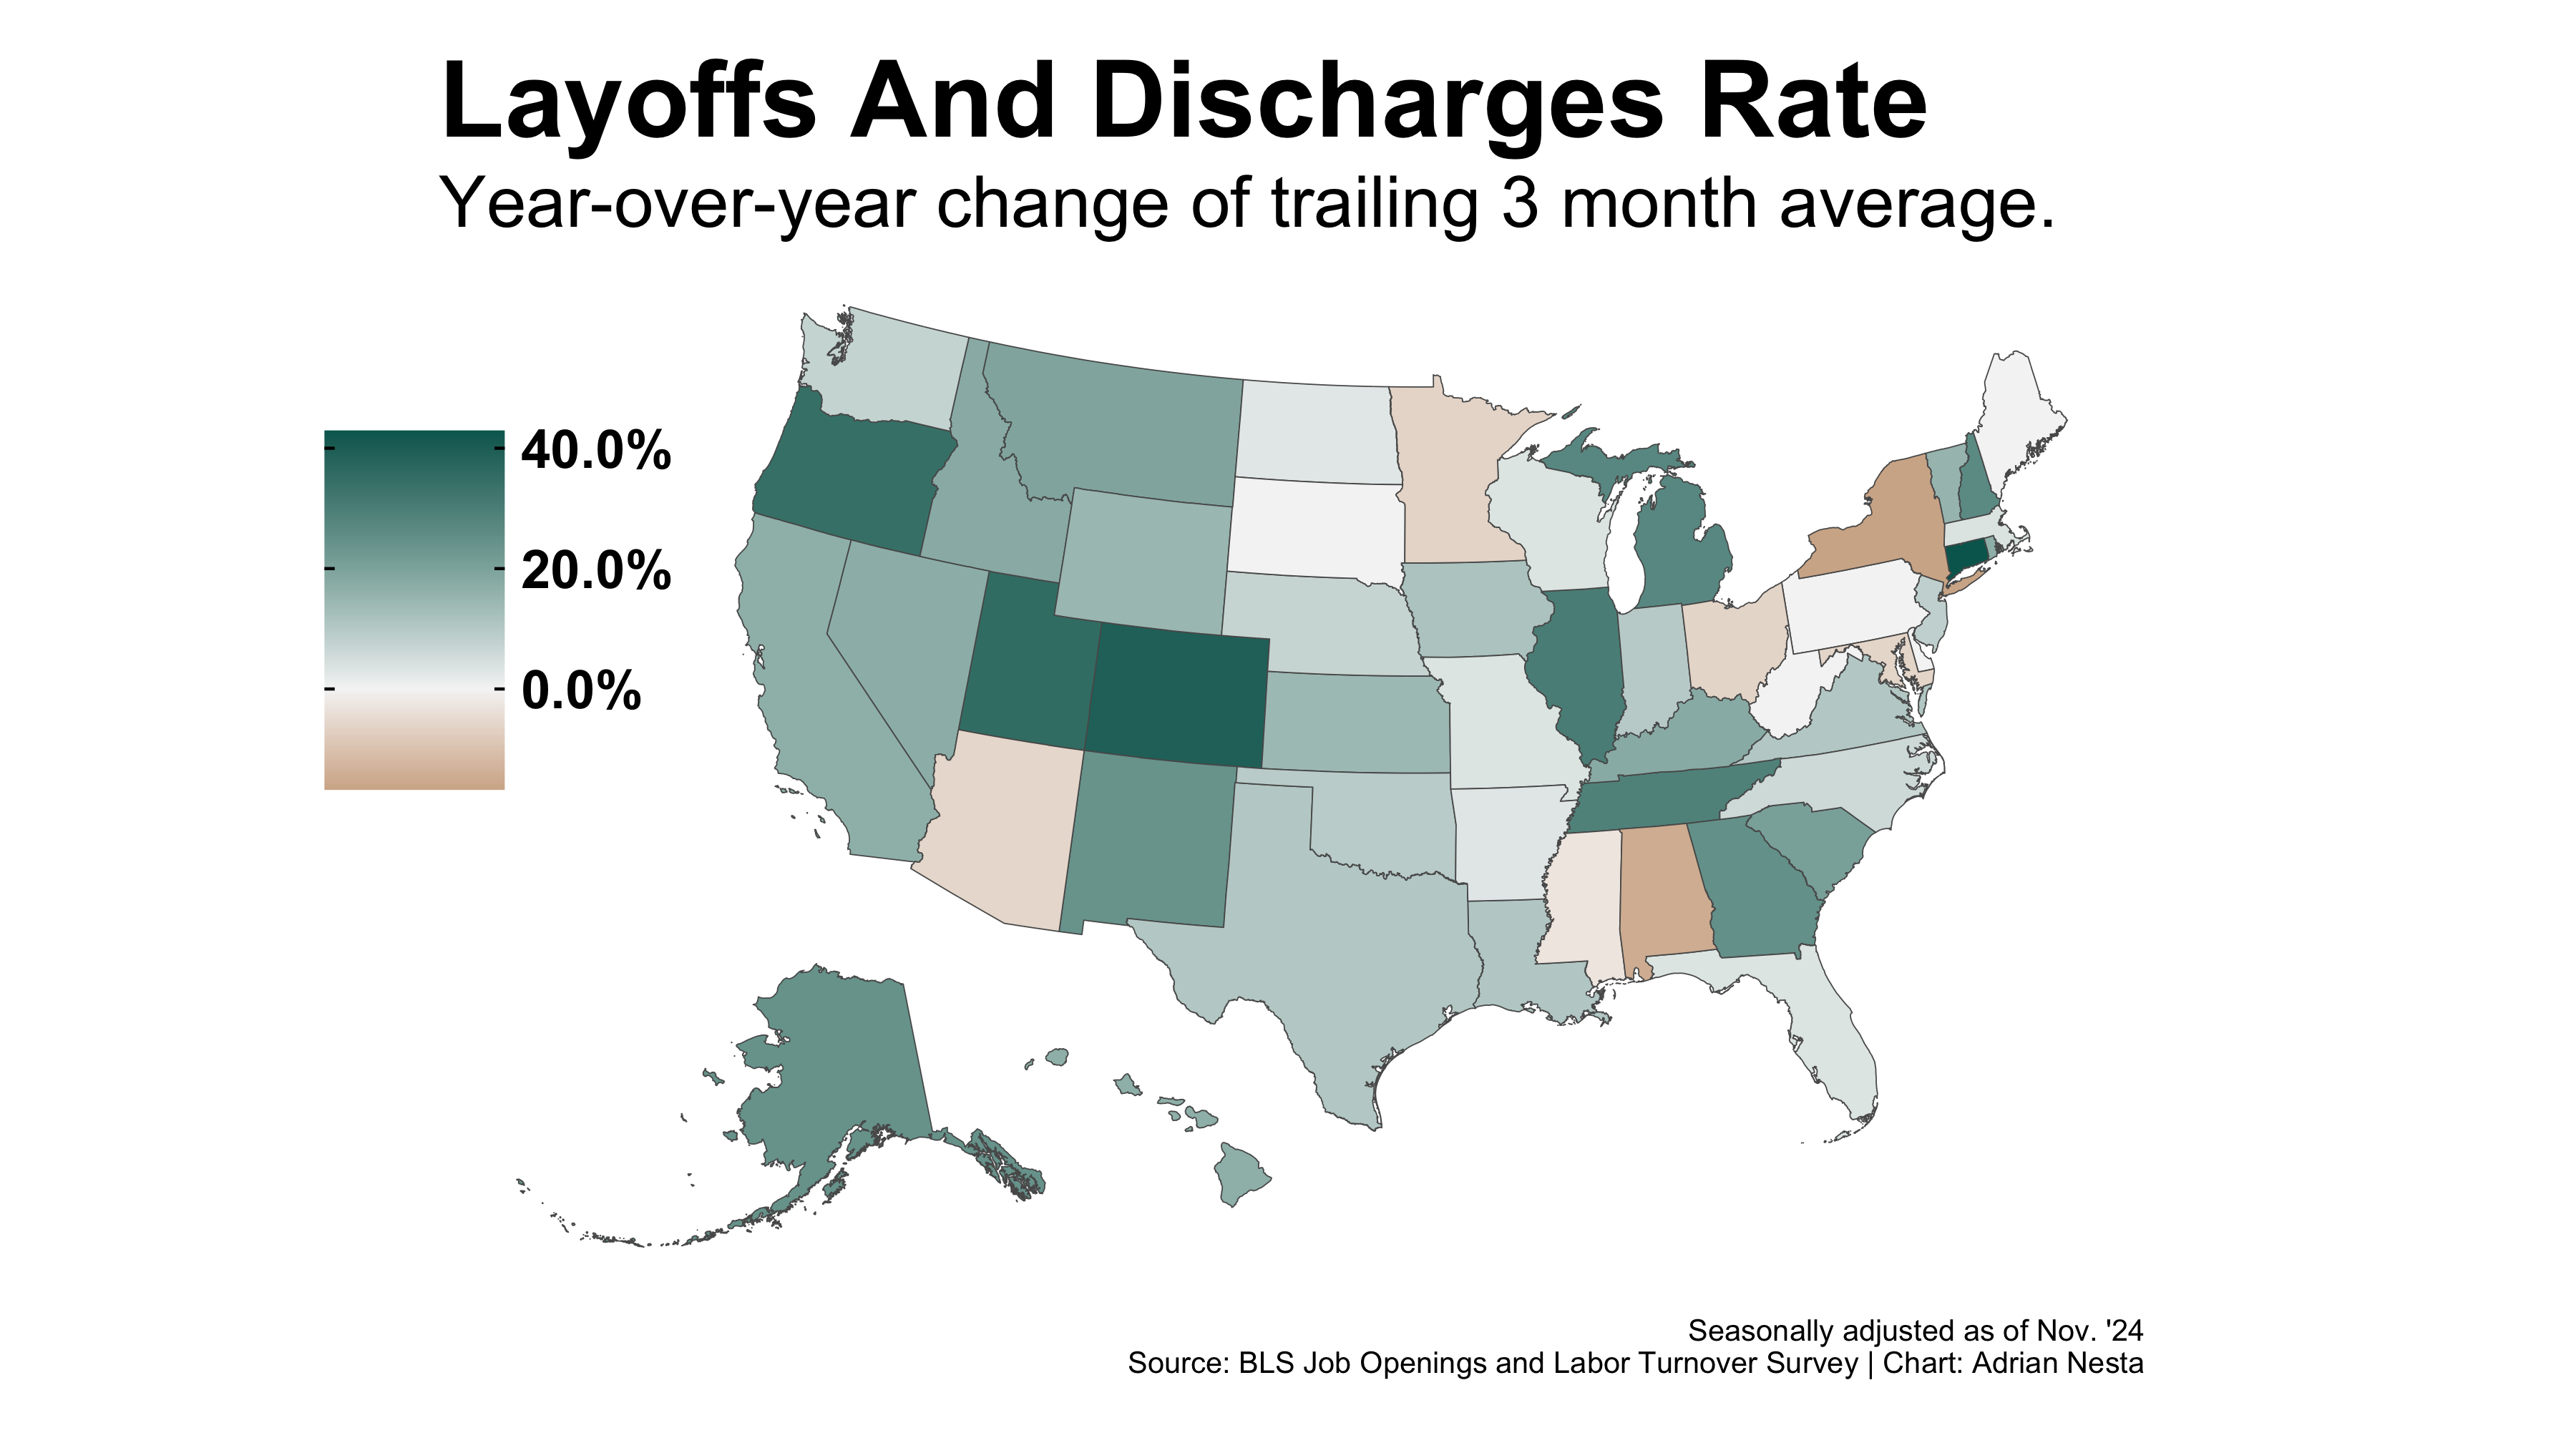 Layoffs And Discharges Rate
Year-over-year change of trailing 3 month average.
40.0%
20.0%
0.0%
Seasonally adjusted as of Nov. '24
Source: BLS Job Openings and Labor Turnover Survey | Chart: Adrian Nesta